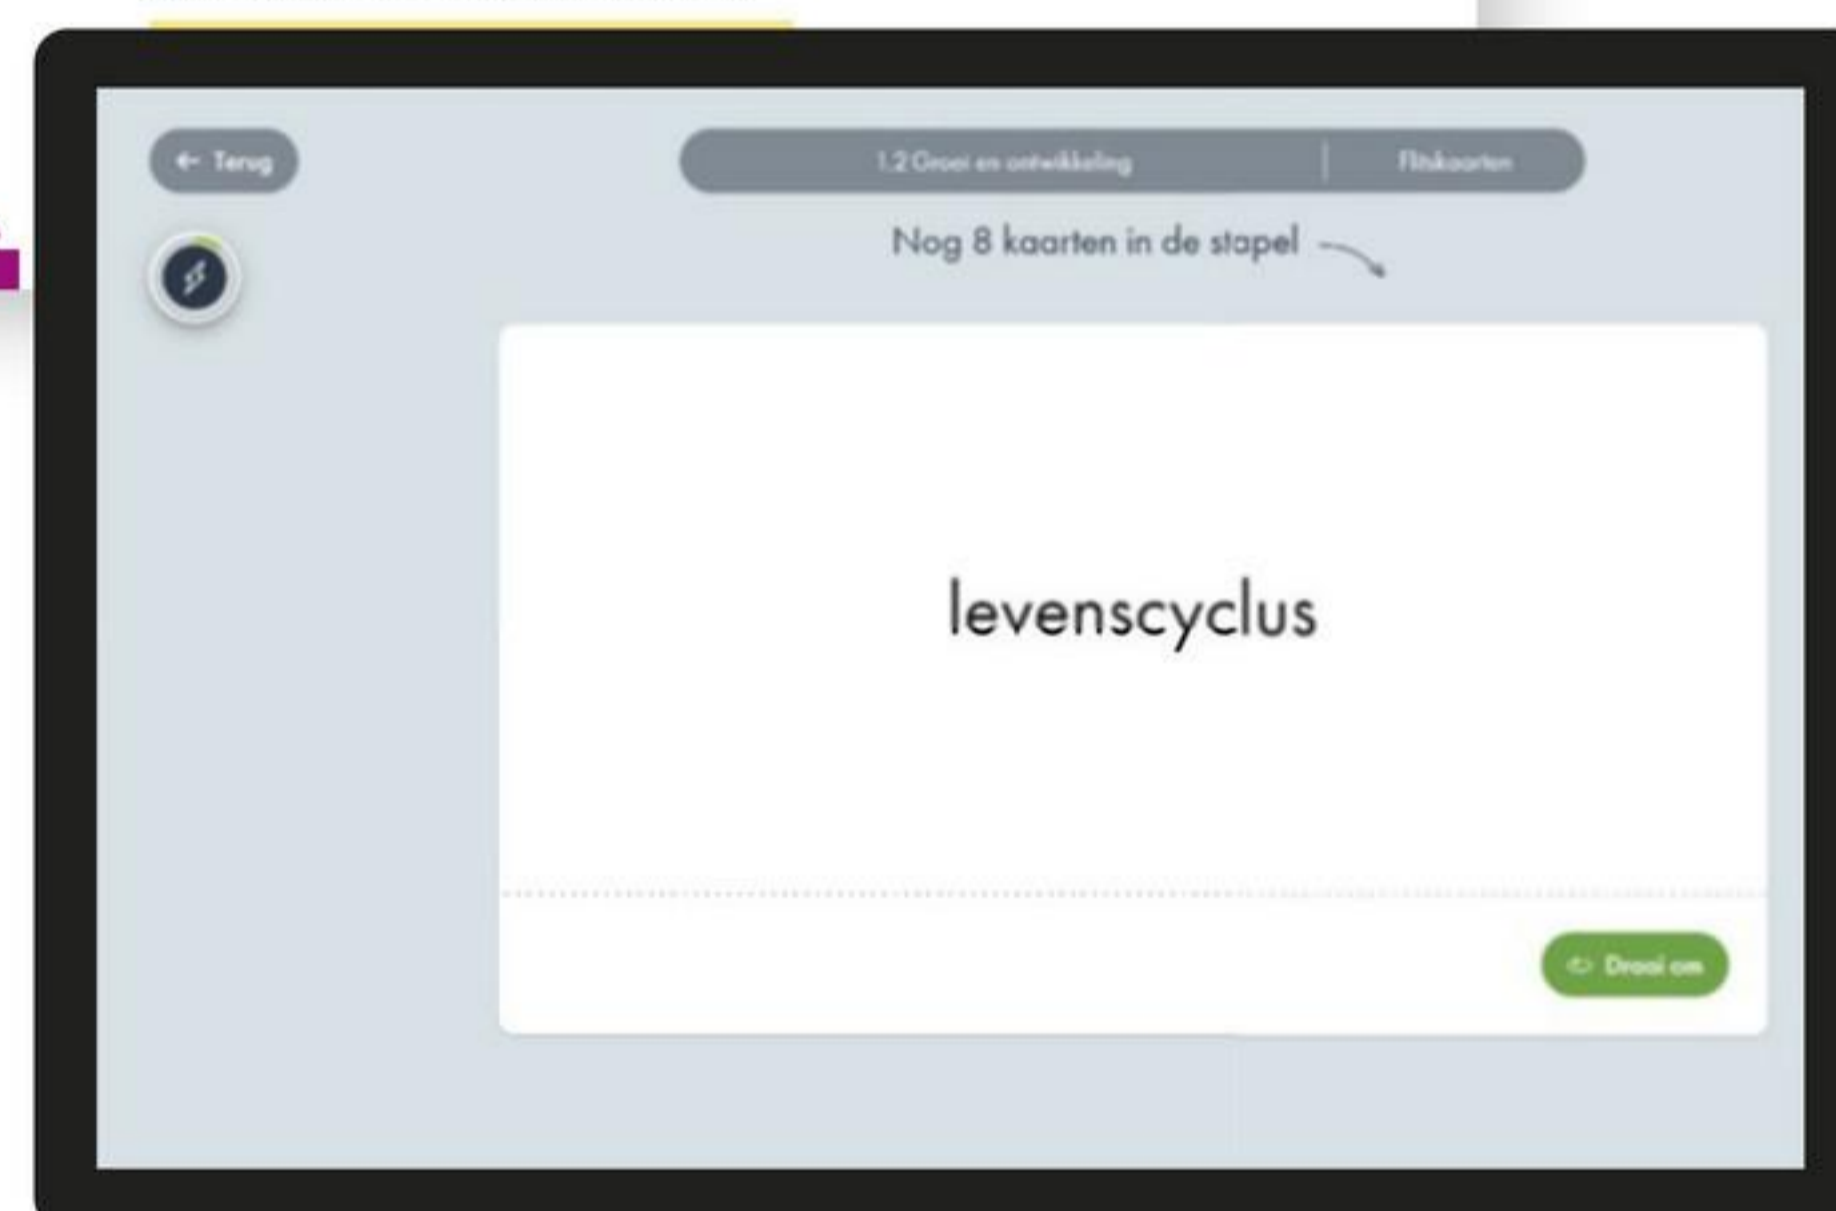 ← Terug
1.2 Groei en ontwikkeling | Flitskaarten
Nog 8 kaarten in de stapel
levenscyclus
Draai om